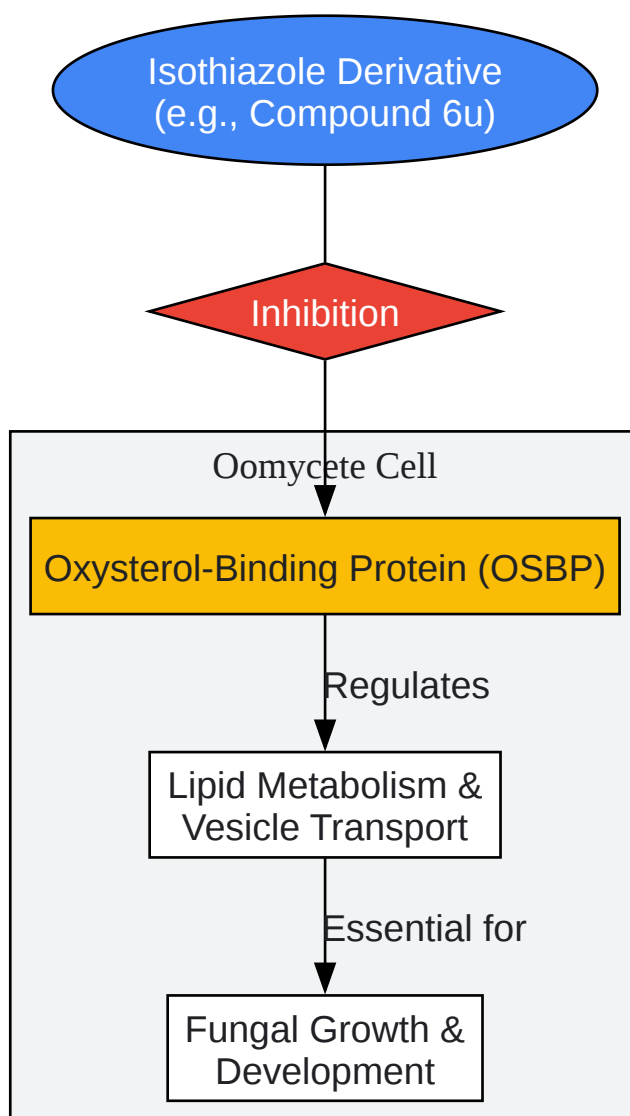 Isothiazole Derivative
(e.g., Compound 6u)
Inhibition
Oomycete Cell
Oxysterol-Binding Protein (OSBP)
Regulates
Lipid Metabolism &
Vesicle Transport
Essential for
Fungal Growth &
Development